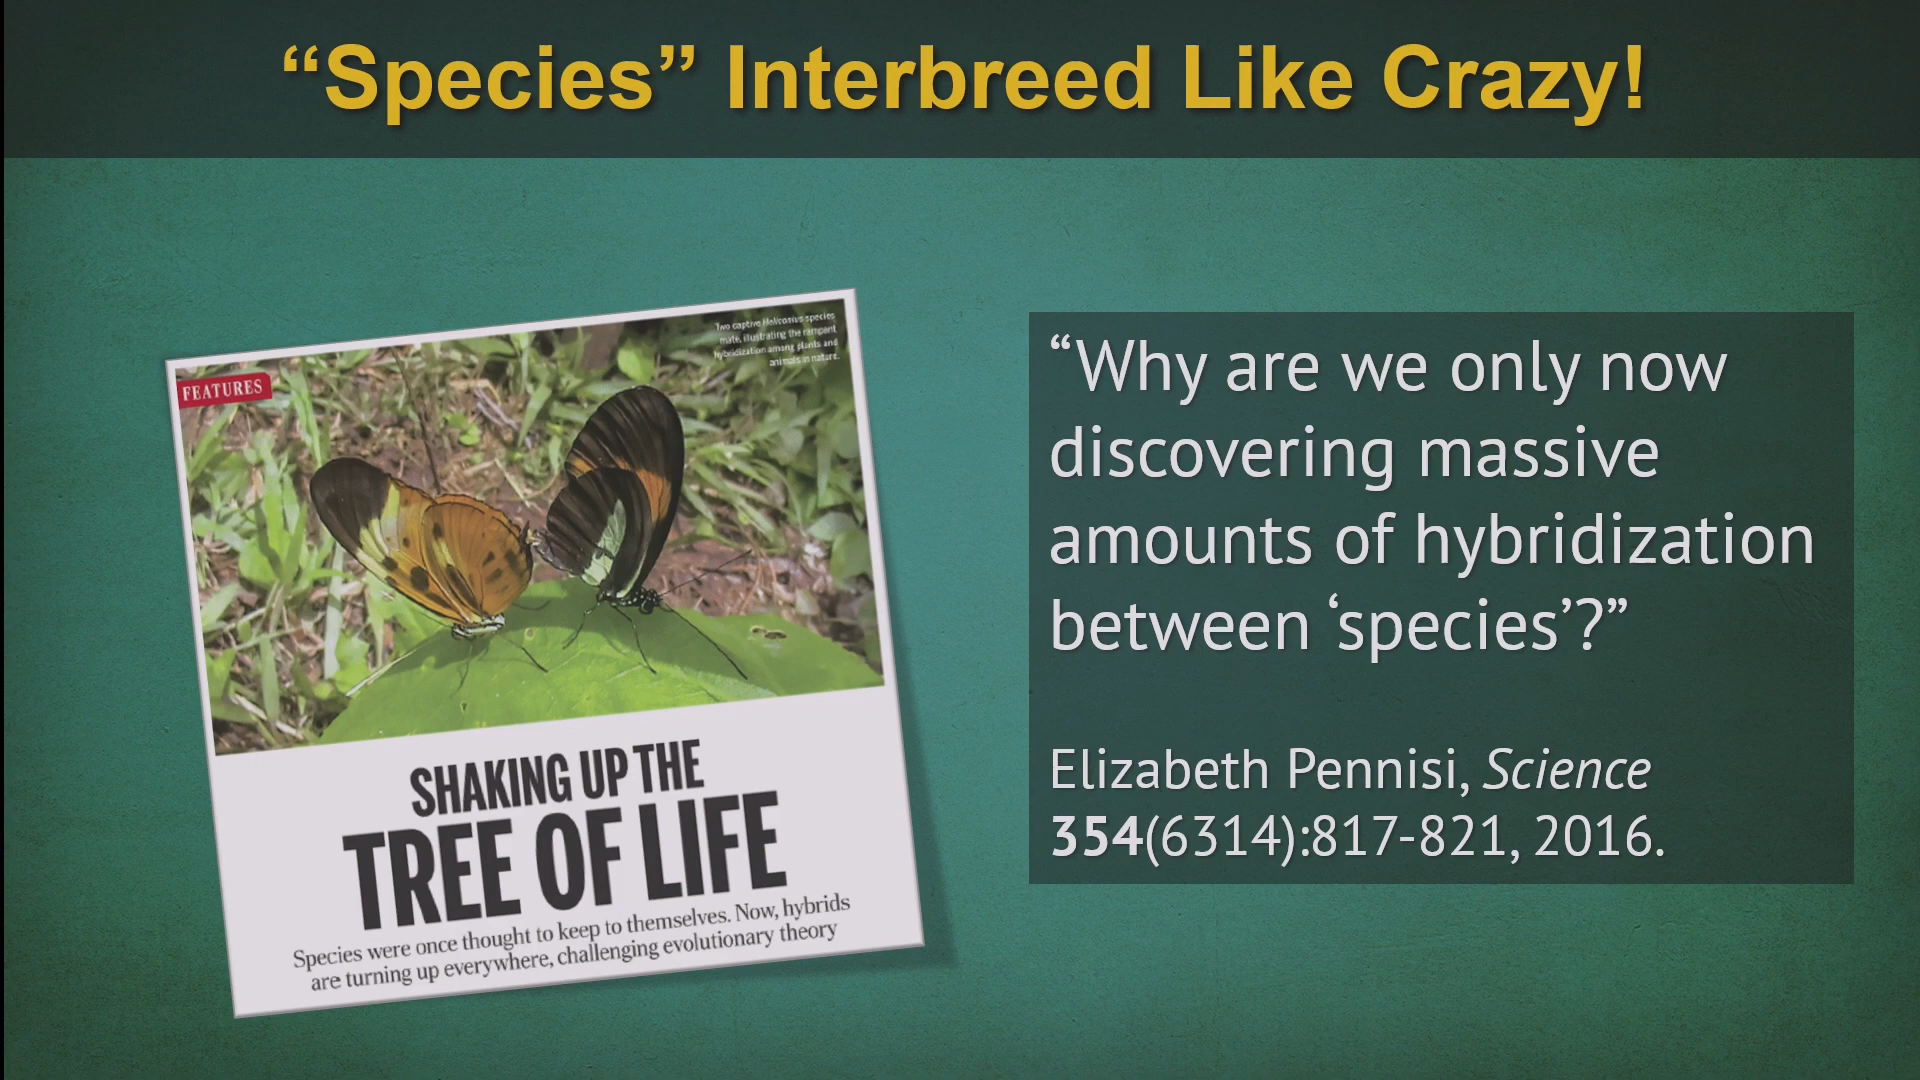 “Species” Interbreed Like Crazy!
Two captive Heliconius species
mate, illustrating the rampant
hybridization among plants and
animals in nature.
FEATURES
SHAKING UP THE
TREE OF LIFE
Species were once thought to keep to themselves. Now, hybrids
are turning up everywhere, challenging evolutionary theory
“Why are we only now
discovering massive
amounts of hybridization
between ‘species’?”
Elizabeth Pennisi, Science
354(6314):817-821, 2016.